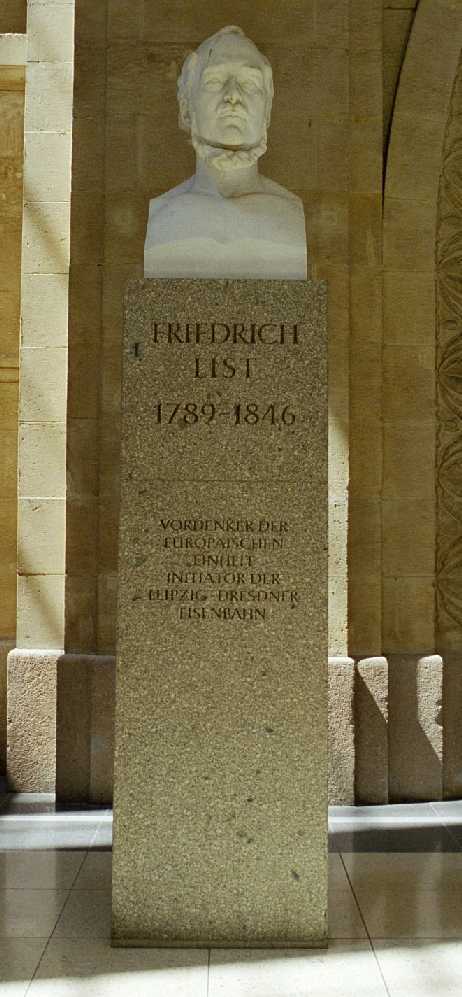 FRIEDRICH
LIST
1789-1846
VORDENKER DER
EUROPÄISCHEN
EINHEIT
INITIATOR DER
LEIPZIG-DRESDNER
EISENBAHN